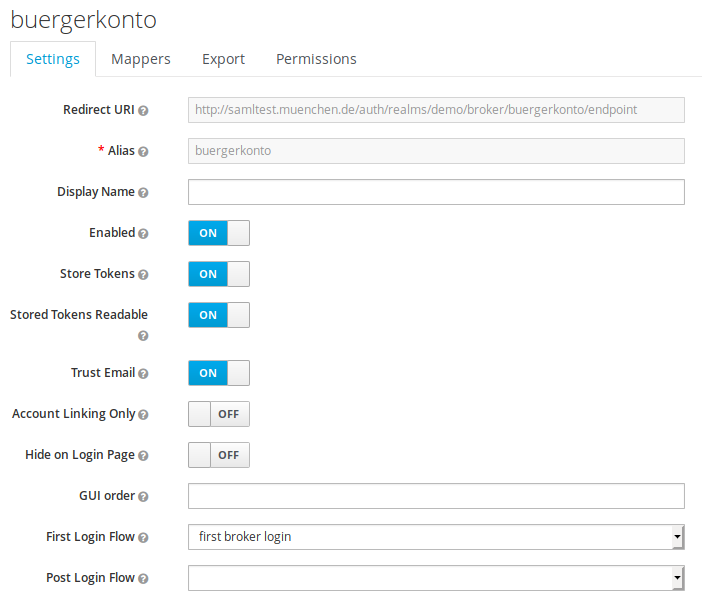 buergerkonto
Settings Mappers Export Permissions
Redirect URI http://samltest.muenchen.de/auth/realms/demo/broker/buergerkonto/endpoint
* Alias buergerkonto
Display Name
Enabled ON
Store Tokens ON
Stored Tokens Readable ON
Trust Email ON
Account Linking Only OFF
Hide on Login Page OFF
GUI order
First Login Flow first broker login
Post Login Flow